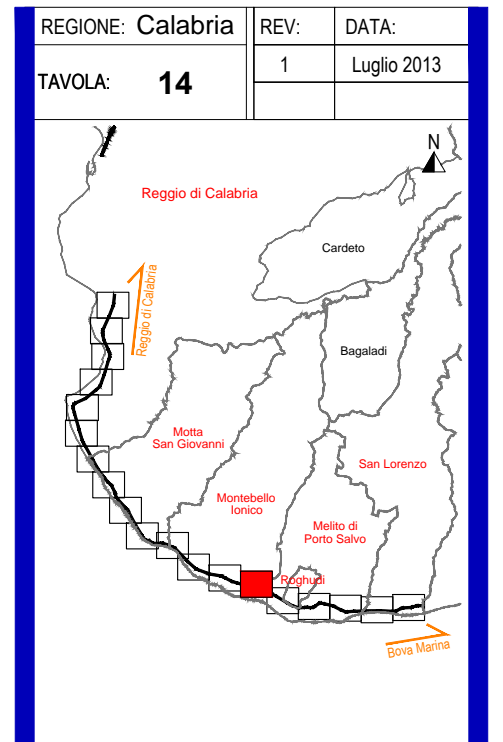 REGIONE: Calabria
REV:
DATA:
TAVOLA: 14
1
Luglio 2013
N
Reggio di Calabria
Cardeto
Reggio di Calabria
Bagaladi
Motta
San Giovanni
San Lorenzo
Montebello
Ionico
Melito di
Porto Salvo
Roghudi
Bova Marina